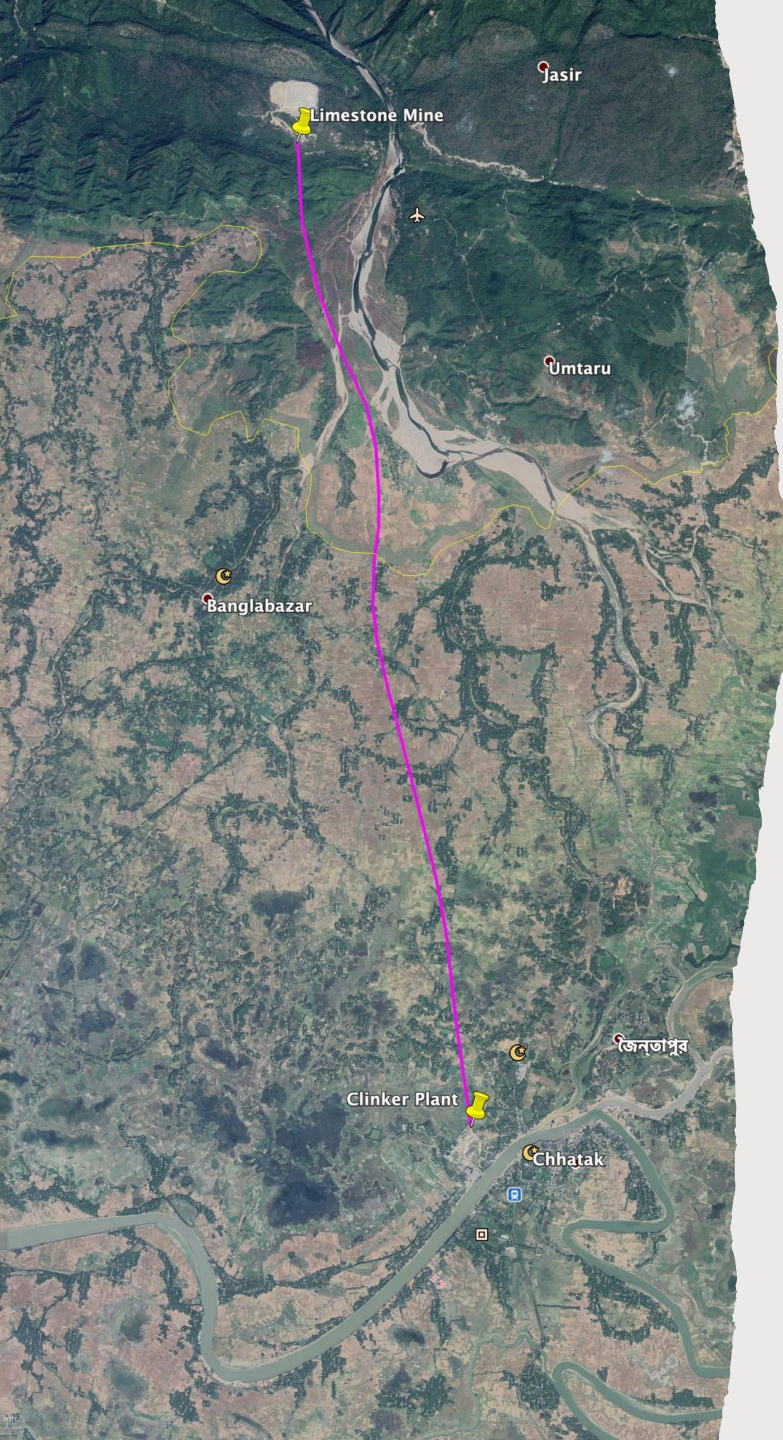 Jasir
Limestone Mine
Umtaru
Banglabazar
জৈন্তাপুর
Clinker Plant
Chhatak